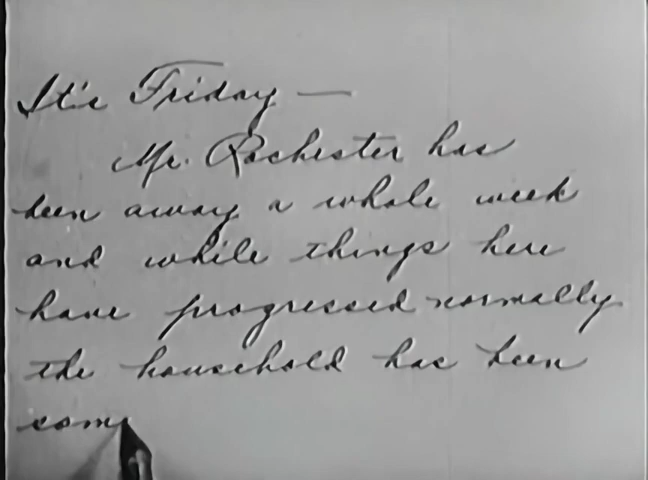 It's Friday —
Mr. Rochester has
been away a whole week
and while things here
have progressed normally
the household has been
som